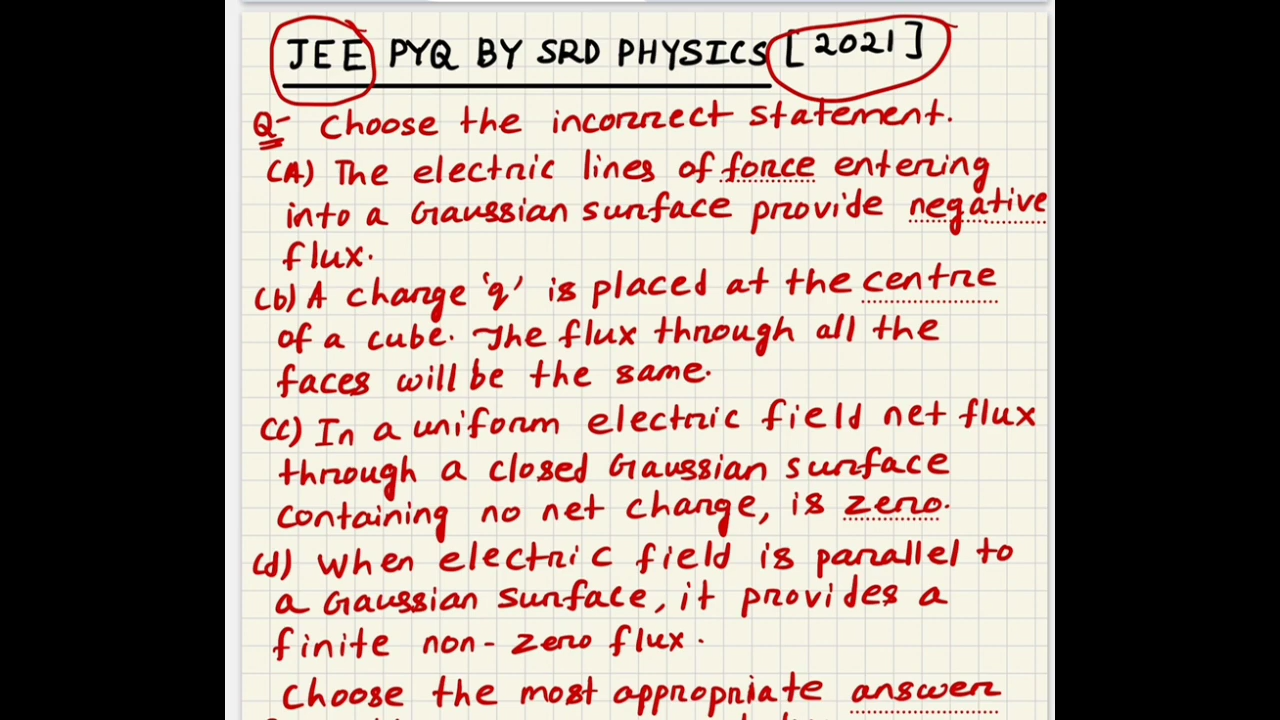 JEE PYQ BY SRD PHYSICS [2021]
Q- Choose the incorrect statement.
(A) The electric lines of force entering
into a Gaussian surface provide negative
flux.
(b) A charge 'q' is placed at the centre
of a cube. The flux through all the
faces will be the same.
(c) In a uniform electric field net flux
through a closed Gaussian surface
containing no net charge, is zero.
(d) When electric field is parallel to
a Gaussian surface, it provides a
finite non-zero flux.
Choose the most appropriate answer